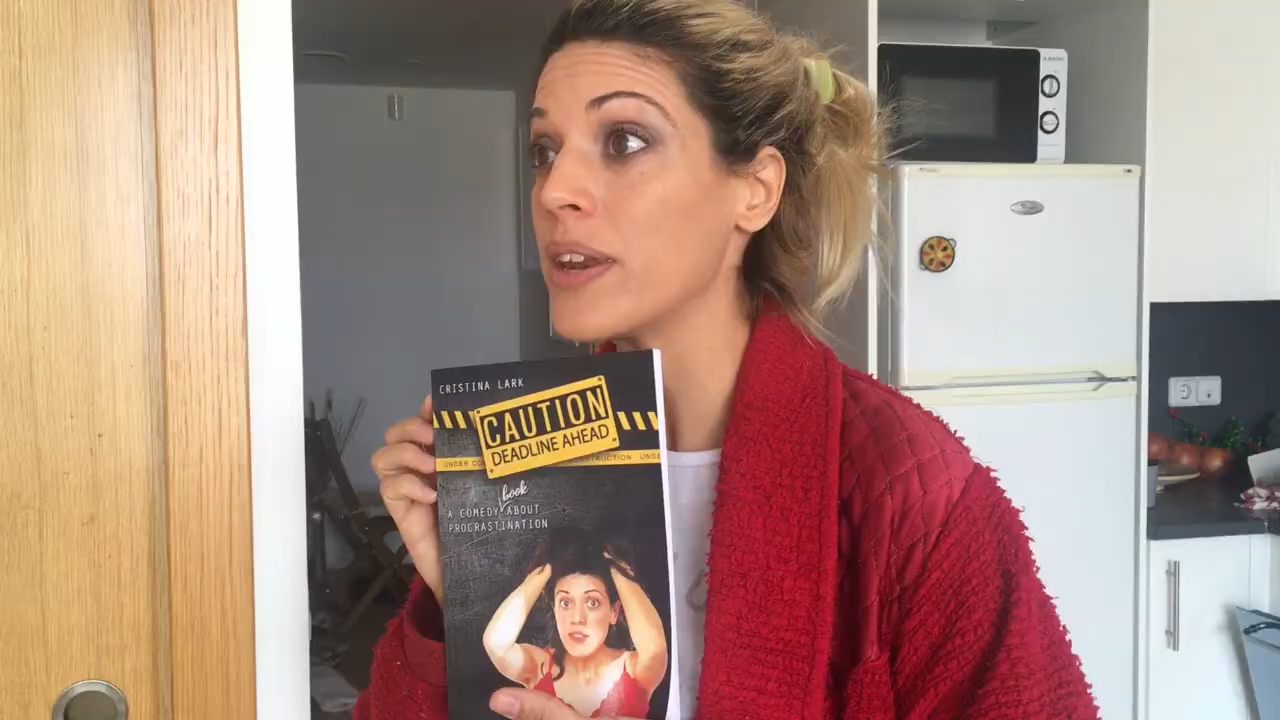 CRISTINA LARK
CAUTION
DEADLINE AHEAD
UNDER CO STRUCTION UNDE
book
A COMEDY ABOUT
PROCRASTINATION